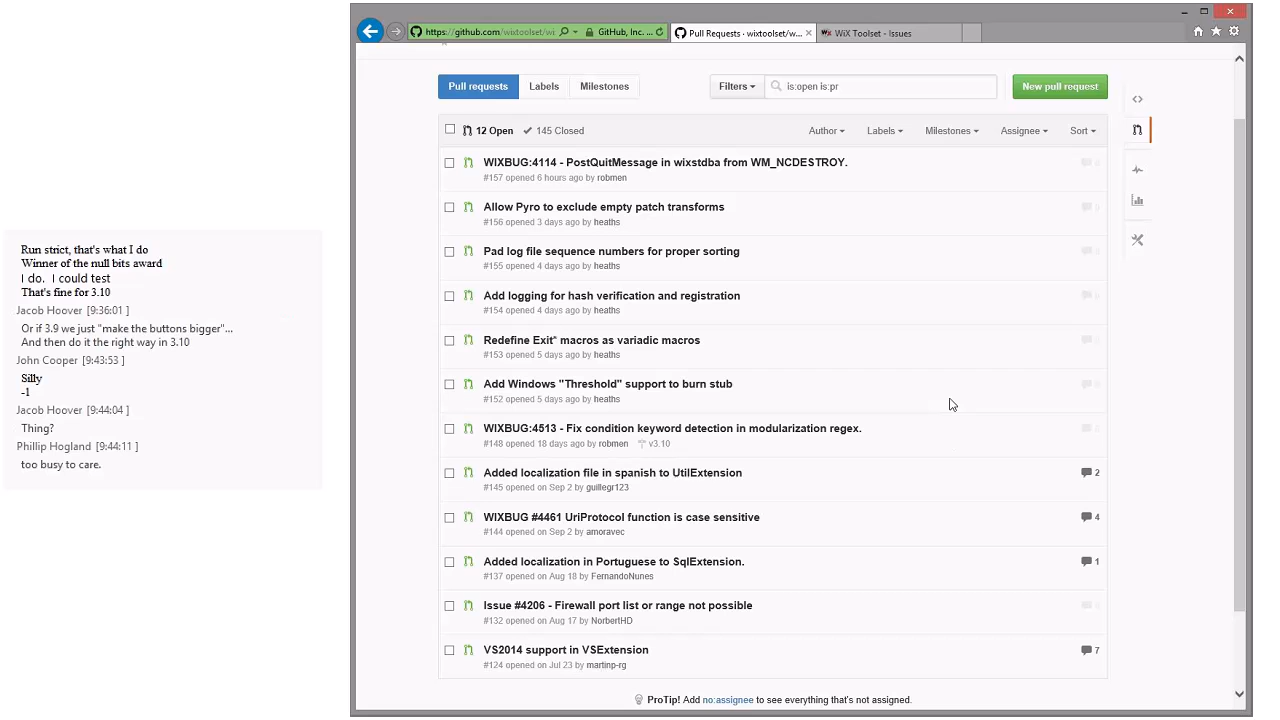 Run strict, that's what I do
Winner of the null bits award
I do.  I could test
That's fine for 3.10
Jacob Hoover [9:36:01 ]
Or if 3.9 we just "make the buttons bigger"...
And then do it the right way in 3.10
John Cooper [9:43:53 ]
Silly
-1
Jacob Hoover [9:44:04 ]
Thing?
Phillip Hogland [9:44:11 ]
too busy to care.
https://github.com/wixtoolset/wi GitHub, Inc. ... Pull Requests · wixtoolset/w... WiX Toolset - Issues
Pull requests Labels Milestones Filters is:open is:pr New pull request
12 Open 145 Closed Author Labels Milestones Assignee Sort
WIXBUG:4114 - PostQuitMessage in wixstdba from WM_NCDESTROY.
#157 opened 6 hours ago by robmen
Allow Pyro to exclude empty patch transforms
#156 opened 3 days ago by heaths
Pad log file sequence numbers for proper sorting
#155 opened 4 days ago by heaths
Add logging for hash verification and registration
#154 opened 4 days ago by heaths
Redefine Exit* macros as variadic macros
#153 opened 5 days ago by heaths
Add Windows "Threshold" support to burn stub
#152 opened 5 days ago by heaths
WIXBUG:4513 - Fix condition keyword detection in modularization regex.
#148 opened 18 days ago by robmen v3.10
Added localization file in spanish to UtilExtension 2
#145 opened on Sep 2 by guillegr123
WIXBUG #4461 UriProtocol function is case sensitive 4
#144 opened on Sep 2 by amoravec
Added localization in Portuguese to SqlExtension. 1
#137 opened on Aug 18 by FernandoNunes
Issue #4206 - Firewall port list or range not possible
#132 opened on Aug 17 by NorbertHD
VS2014 support in VSExtension 7
#124 opened on Jul 23 by martinp-rg
ProTip! Add no:assignee to see everything that's not assigned.